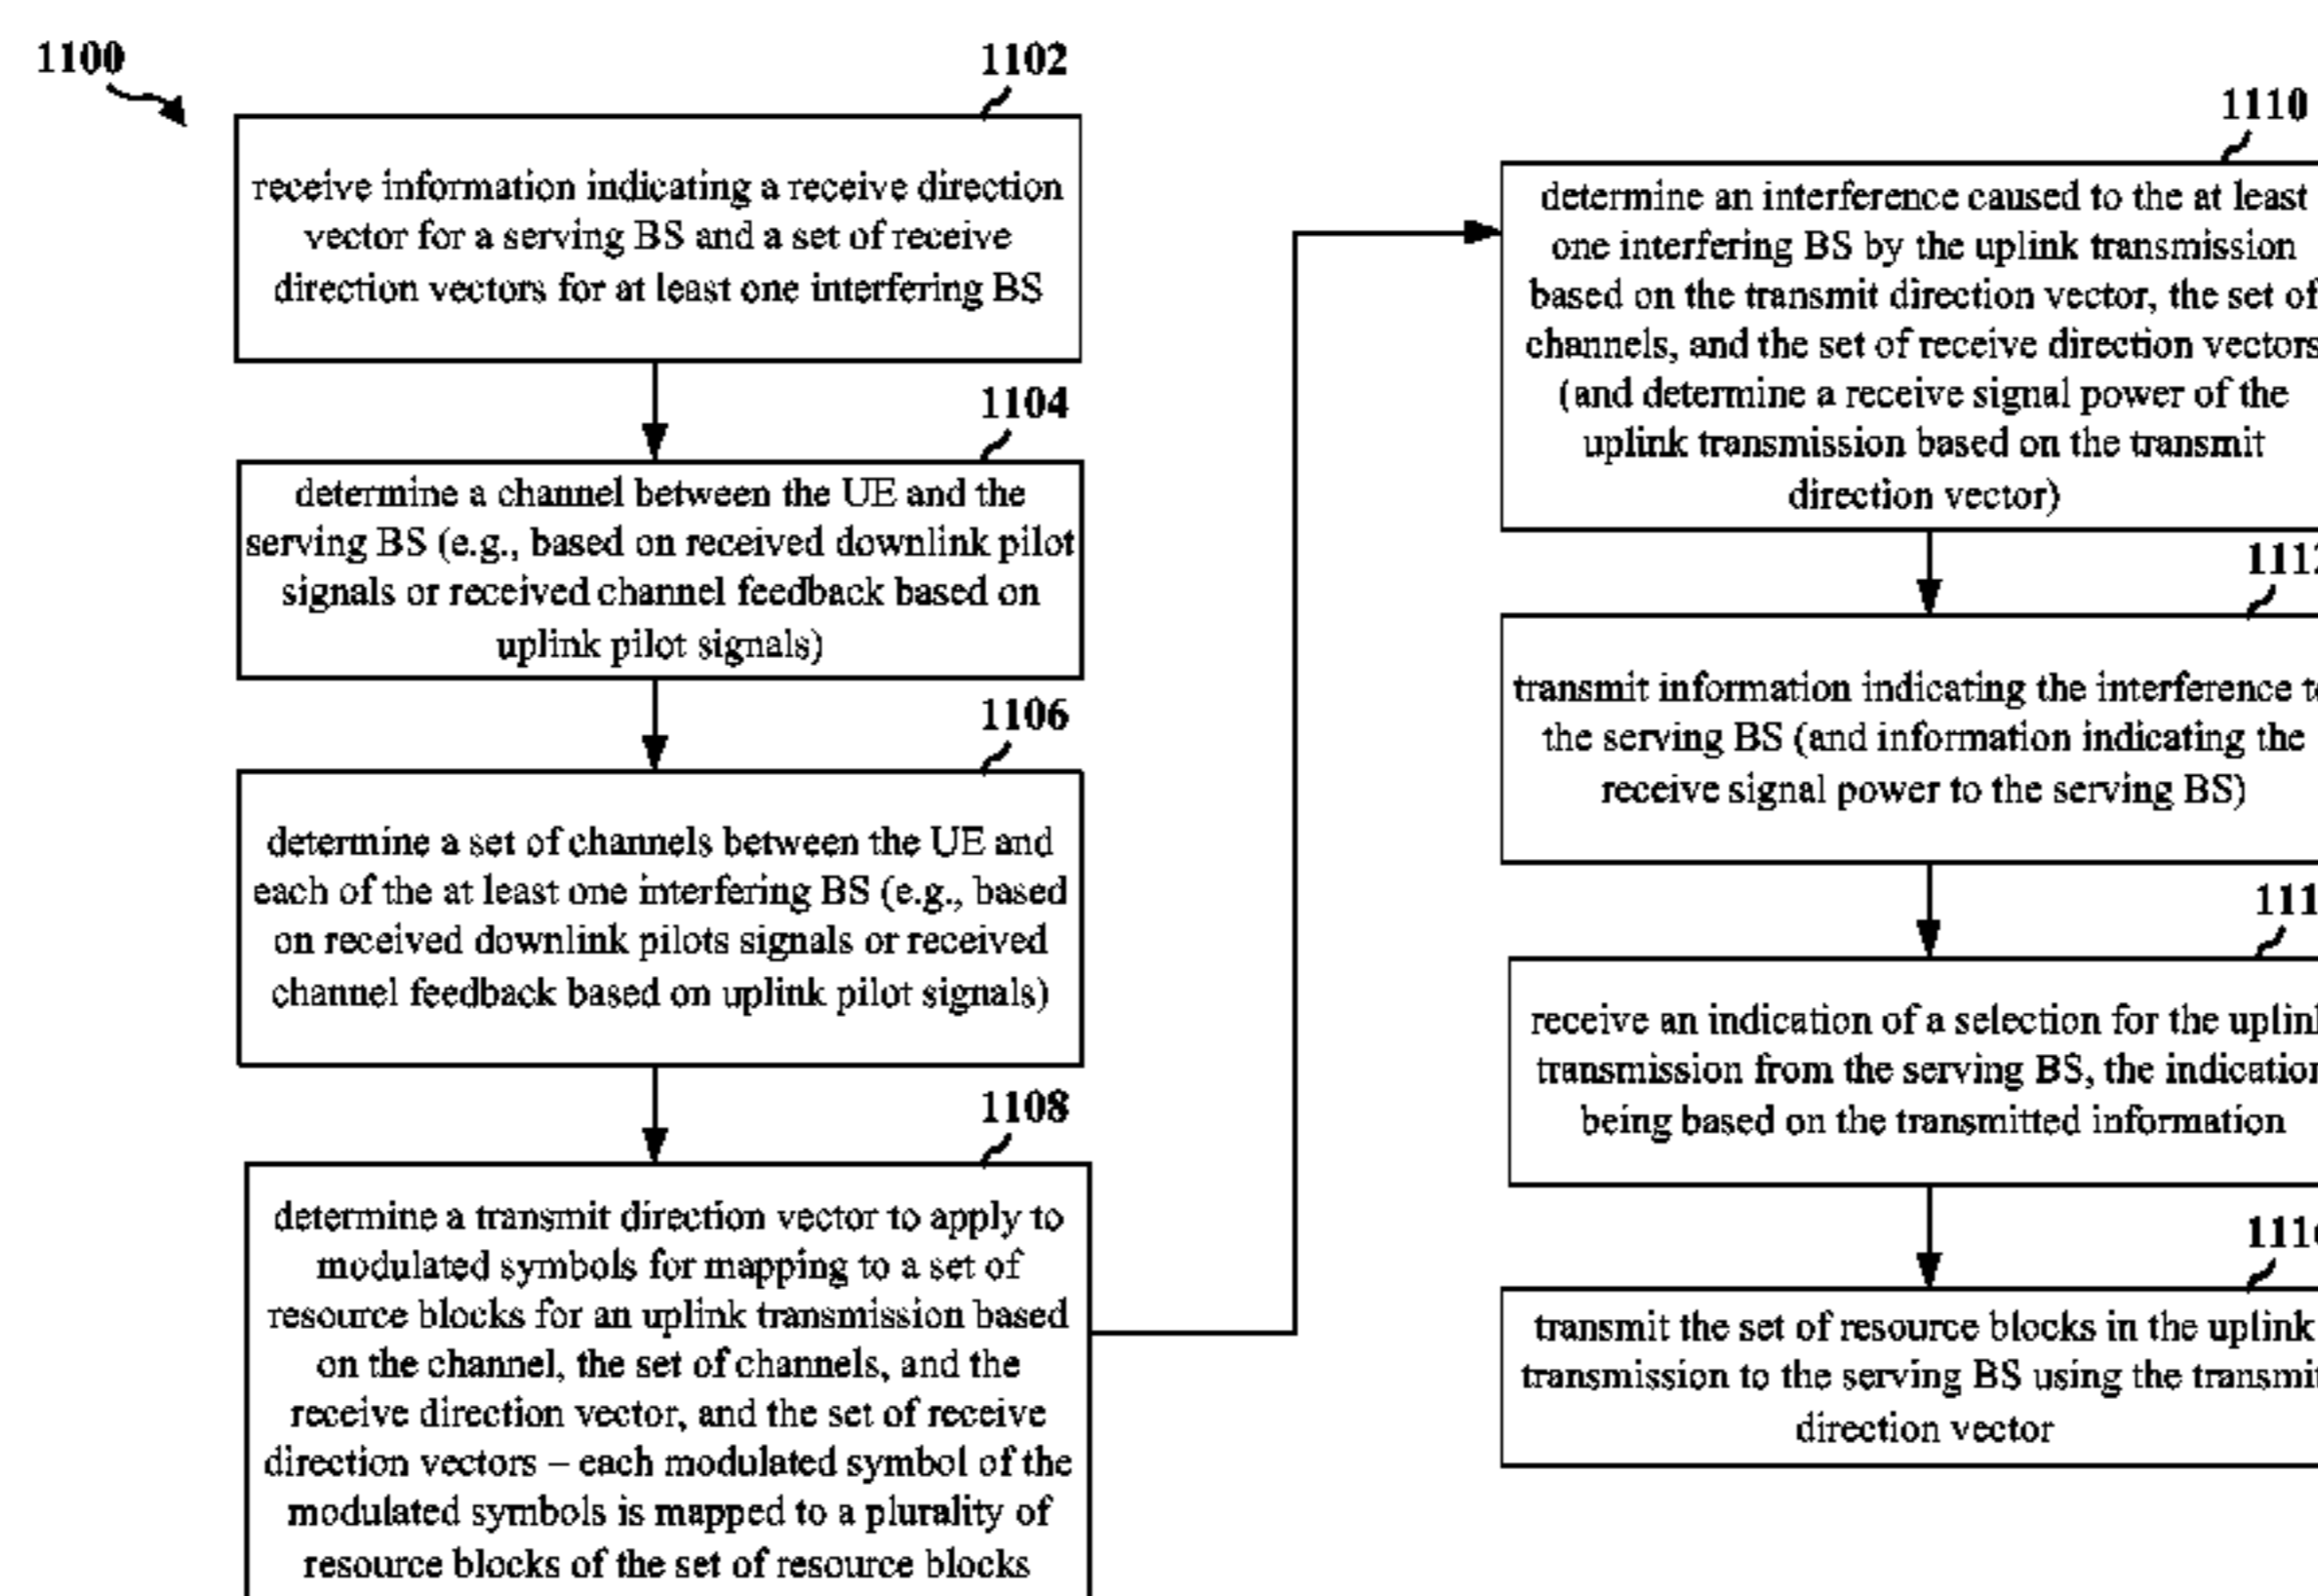 1100
1102
receive information indicating a receive direction
vector for a serving BS and a set of receive
direction vectors for at least one interfering BS
1104
determine a channel between the UE and the
serving BS (e.g., based on received downlink pilot
signals or received channel feedback based on
uplink pilot signals)
1106
determine a set of channels between the UE and
each of the at least one interfering BS (e.g., based
on received downlink pilots signals or received
channel feedback based on uplink pilot signals)
1108
determine a transmit direction vector to apply to
modulated symbols for mapping to a set of
resource blocks for an uplink transmission based
on the channel, the set of channels, and the
receive direction vector, and the set of receive
direction vectors – each modulated symbol of the
modulated symbols is mapped to a plurality of
resource blocks of the set of resource blocks
1110
determine an interference caused to the at least
one interfering BS by the uplink transmission
based on the transmit direction vector, the set of
channels, and the set of receive direction vectors
(and determine a receive signal power of the
uplink transmission based on the transmit
direction vector)
1112
transmit information indicating the interference to
the serving BS (and information indicating the
receive signal power to the serving BS)
111
receive an indication of a selection for the uplink
transmission from the serving BS, the indication
being based on the transmitted information
1116
transmit the set of resource blocks in the uplink
transmission to the serving BS using the transmit
direction vector